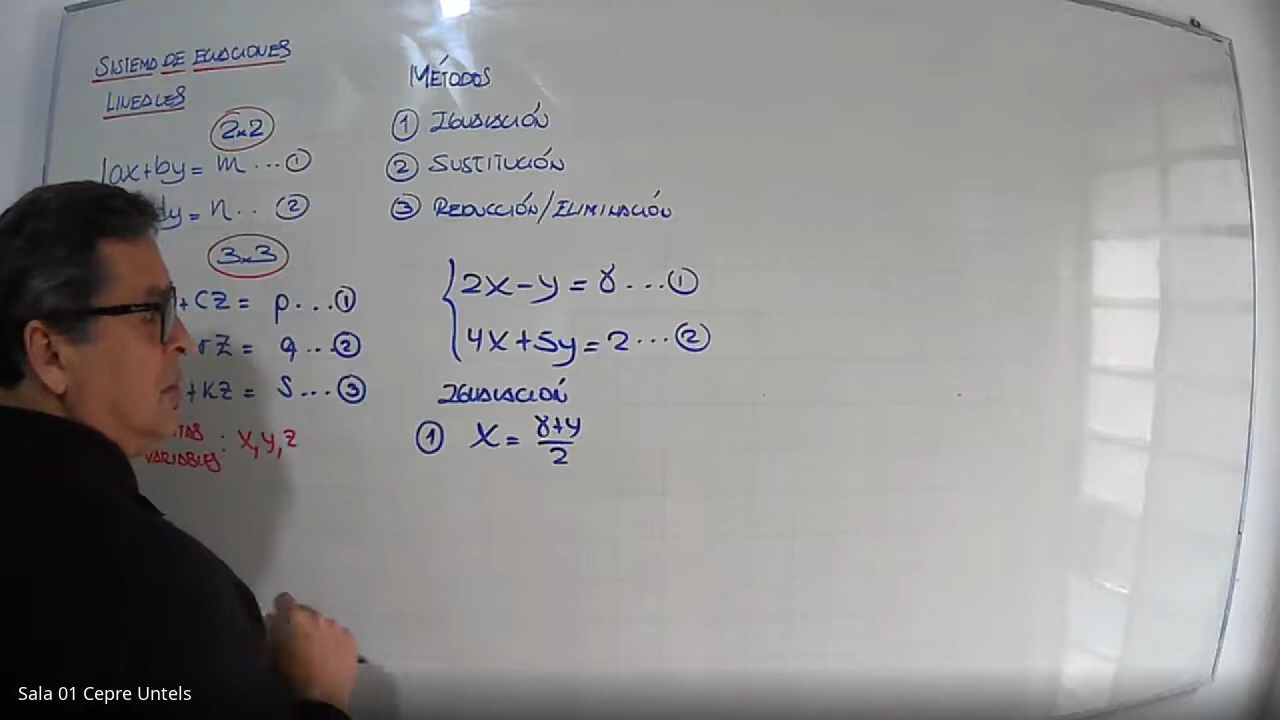 SISTEMA DE ECUACIONES
LINEALES
2x2
ax+by = m ... ①
dy = n .. ②
3x3
+ CZ = p ... ①
rZ = q ... ②
+ KZ = S ... ③
VARIABLES : X, Y, Z
MÉTODOS
① IGUALACIÓN
② SUSTITUCIÓN
③ REDUCCIÓN/ELIMINACIÓN
2X - Y = 8 ... ①
4X + 5y = 2 ... ②
IGUALACIÓN
① X = 8+y
2
Sala 01 Cepre Untels